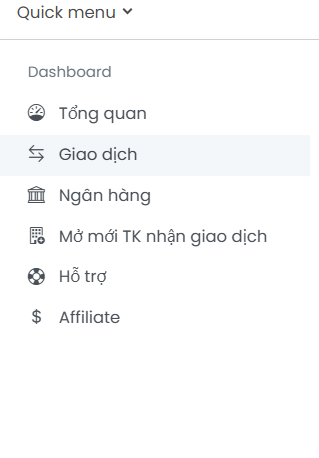 Quick menu
Dashboard
Tổng quan
Giao dịch
Ngân hàng
Mở mới TK nhận giao dịch
Hỗ trợ
Affiliate